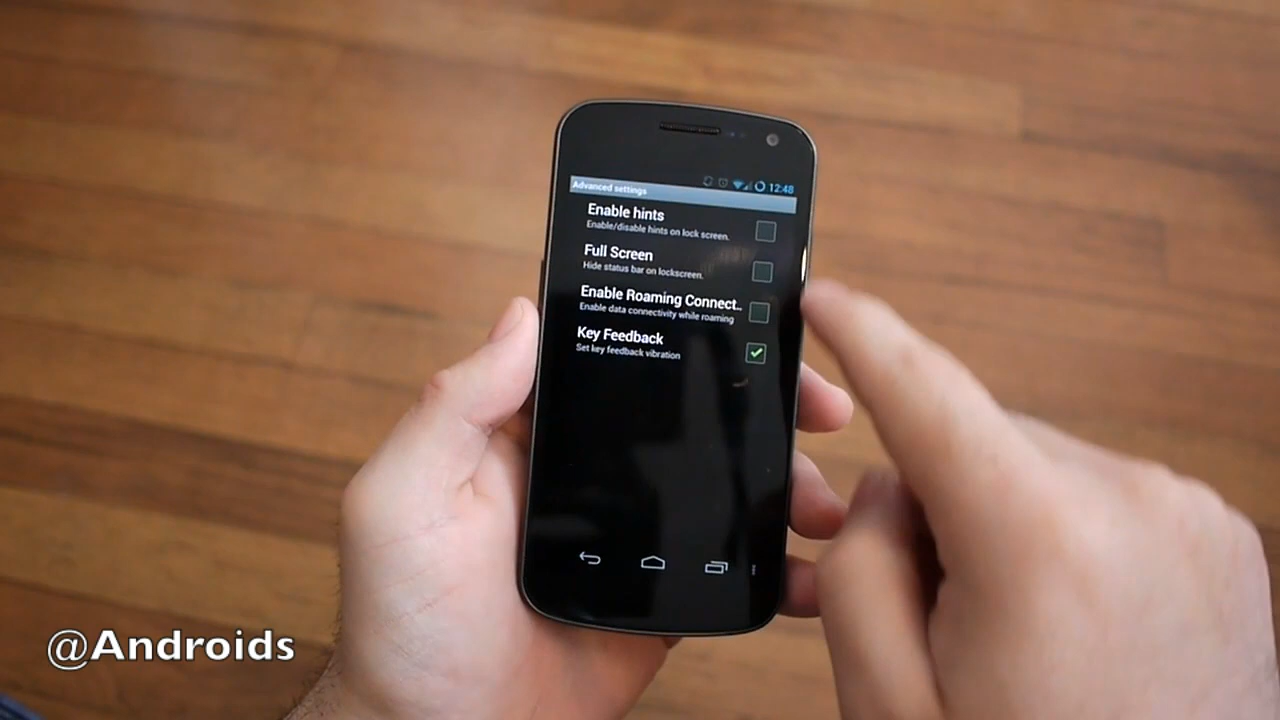 12:48
Advanced settings
Enable hints
Enable/disable hints on lock screen.
Full Screen
Hide status bar on lockscreen.
Enable Roaming Connect..
Enable data connectivity while roaming
Key Feedback
Set key feedback vibration
@Androids